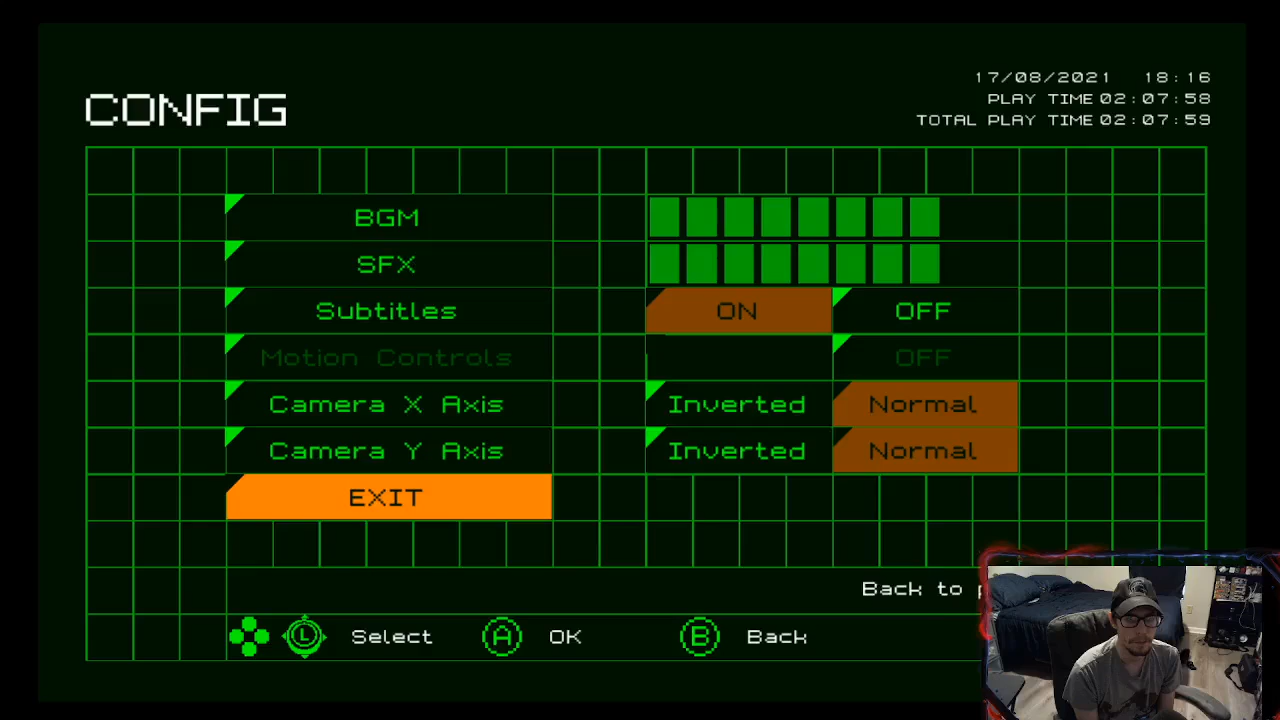 CONFIG
17/08/2021 18:16
PLAY TIME 02:07:58
TOTAL PLAY TIME 02:07:59
BGM
SFX
Subtitles ON OFF
Motion Controls OFF
Camera X Axis Inverted Normal
Camera Y Axis Inverted Normal
EXIT
Back to
L Select A OK B Back